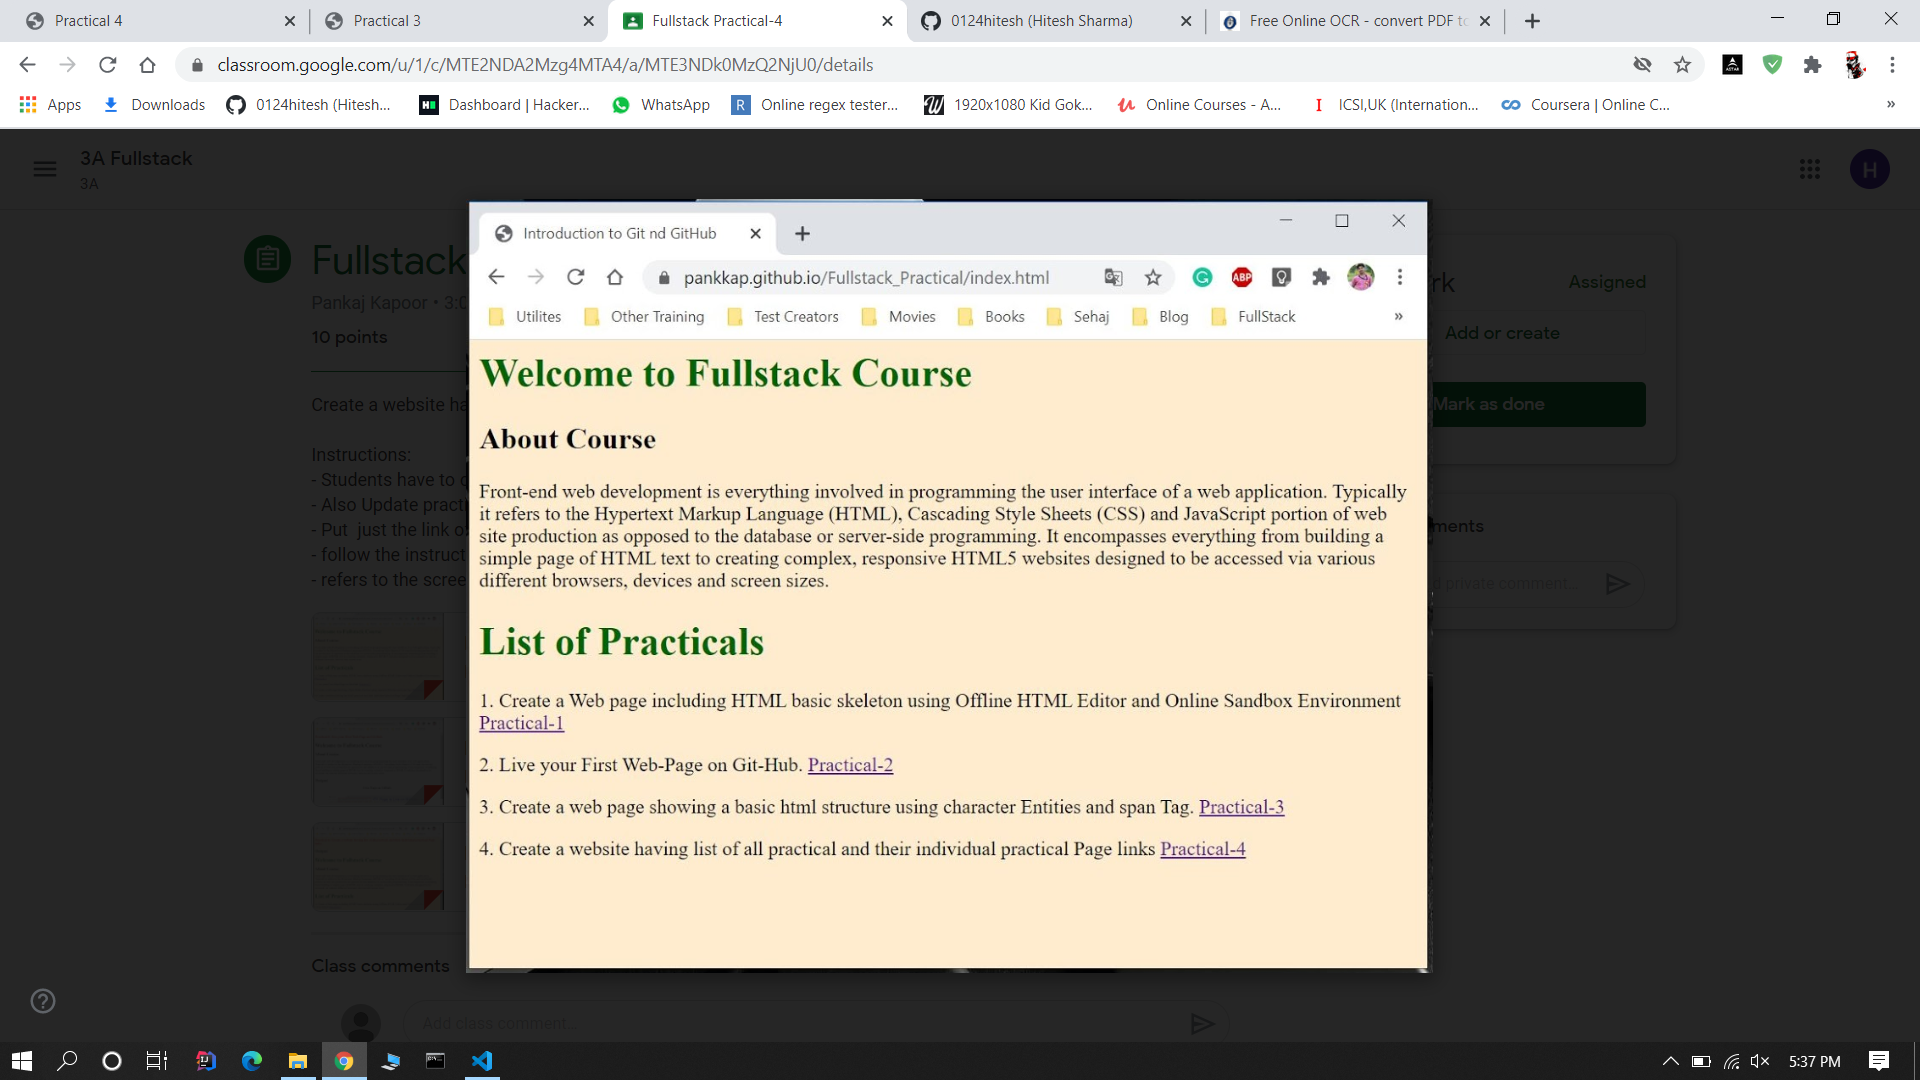 Practical 4
Practical 3
Fullstack Practical-4
0124hitesh (Hitesh Sharma)
Free Online OCR - convert PDF to
classroom.google.com/u/1/c/MTE2NDA2Mzg4MTA4/a/MTE3NDk0MzQ2NjU0/details
Apps
Downloads
0124hitesh (Hitesh...
Dashboard | Hacker...
WhatsApp
Online regex tester...
1920x1080 Kid Gok...
Online Courses - A...
ICSI,UK (Internation...
Coursera | Online C...
3A Fullstack
3A
H
Fullstack
Pankaj Kapoor
10 points
Create a website ha
Instructions:
- Students have to
- Also Update pract
- Put just the link o
- follow the instruct
- refers to the scree
Class comments
Add class comment...
rk
Assigned
Add or create
Mark as done
ments
private comment...
Introduction to Git nd GitHub
pankkap.github.io/Fullstack_Practical/index.html
ABP
Utilites
Other Training
Test Creators
Movies
Books
Sehaj
Blog
FullStack
Welcome to Fullstack Course
About Course
Front-end web development is everything involved in programming the user interface of a web application. Typically
it refers to the Hypertext Markup Language (HTML), Cascading Style Sheets (CSS) and JavaScript portion of web
site production as opposed to the database or server-side programming. It encompasses everything from building a
simple page of HTML text to creating complex, responsive HTML5 websites designed to be accessed via various
different browsers, devices and screen sizes.
List of Practicals
1. Create a Web page including HTML basic skeleton using Offline HTML Editor and Online Sandbox Environment
Practical-1
2. Live your First Web-Page on Git-Hub. Practical-2
3. Create a web page showing a basic html structure using character Entities and span Tag. Practical-3
4. Create a website having list of all practical and their individual practical Page links Practical-4
5:37 PM